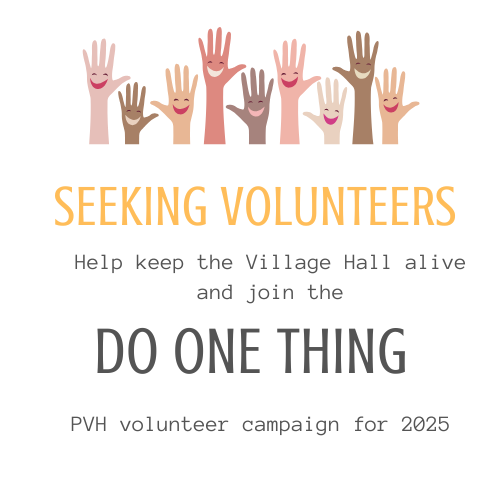 SEEKING VOLUNTEERS
Help keep the Village Hall alive
and join the
DO ONE THING
PVH volunteer campaign for 2025